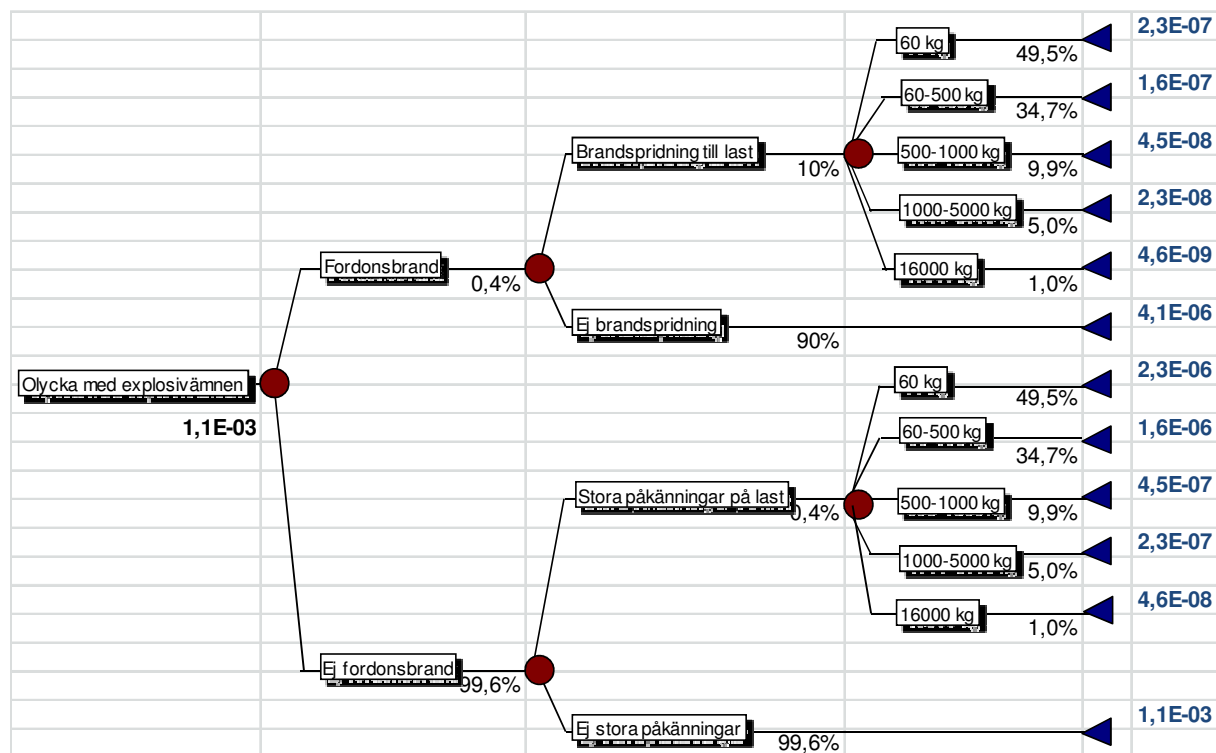 2,3E-07
60 kg
49,5%
1,6E-07
60-500 kg
34,7%
4,5E-08
Brandspridning till last
10%
500-1000 kg
9,9%
2,3E-08
1000-5000 kg
5,0%
4,6E-09
Fordonsbrand
0,4%
16000 kg
1,0%
4,1E-06
Ej brandspridning
90%
2,3E-06
Olycka med explosivämnen
1,1E-03
60 kg
49,5%
1,6E-06
60-500 kg
34,7%
4,5E-07
Stora påkänningar på last
0,4%
500-1000 kg
9,9%
2,3E-07
1000-5000 kg
5,0%
4,6E-08
16000 kg
1,0%
Ej fordonsbrand
99,6%
1,1E-03
Ej stora påkänningar
99,6%